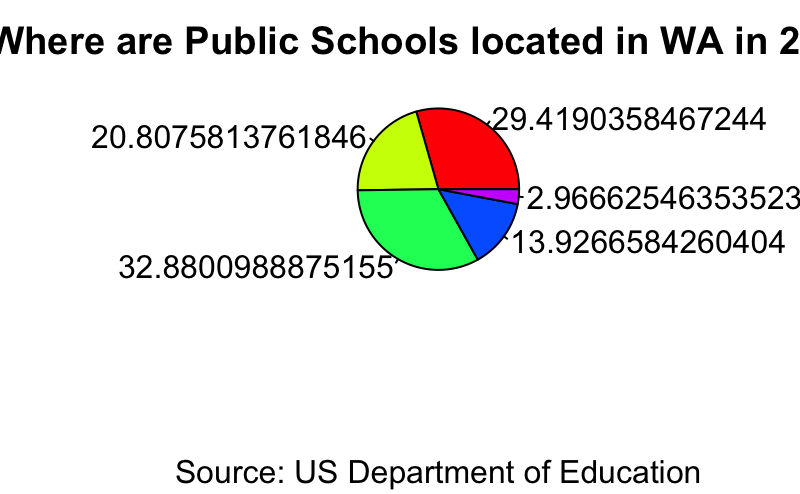 Where are Public Schools located in WA in 2
29.4190358467244
20.8075813761846
2.96662546353523
13.9266584260404
32.8800988875155
Source: US Department of Education